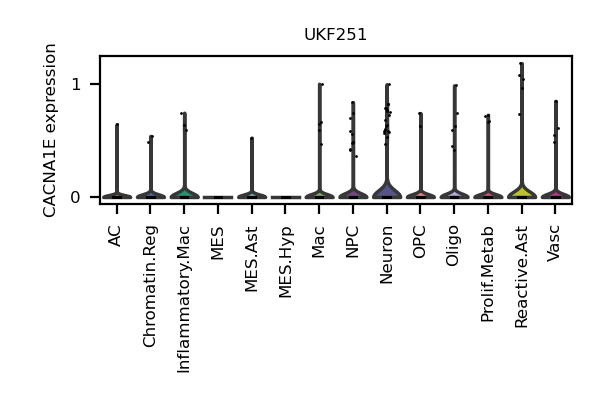 UKF251
CACNA1E expression
1
0
AC
Chromatin.Reg
Inflammatory.Mac
MES
MES.Ast
MES.Hyp
Mac
NPC
Neuron
OPC
Oligo
Prolif.Metab
Reactive.Ast
Vasc